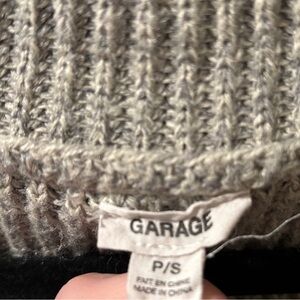 GARAGE
P/S
FAIT EN CHINE
MADE IN CHINA